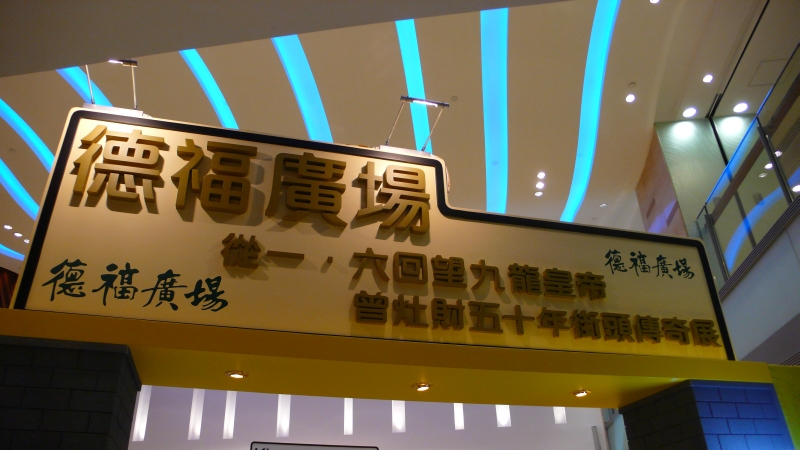 德福廣場
從一．六回望九龍皇帝
曾灶財五十年街頭傳奇展
德福廣場
德福廣場